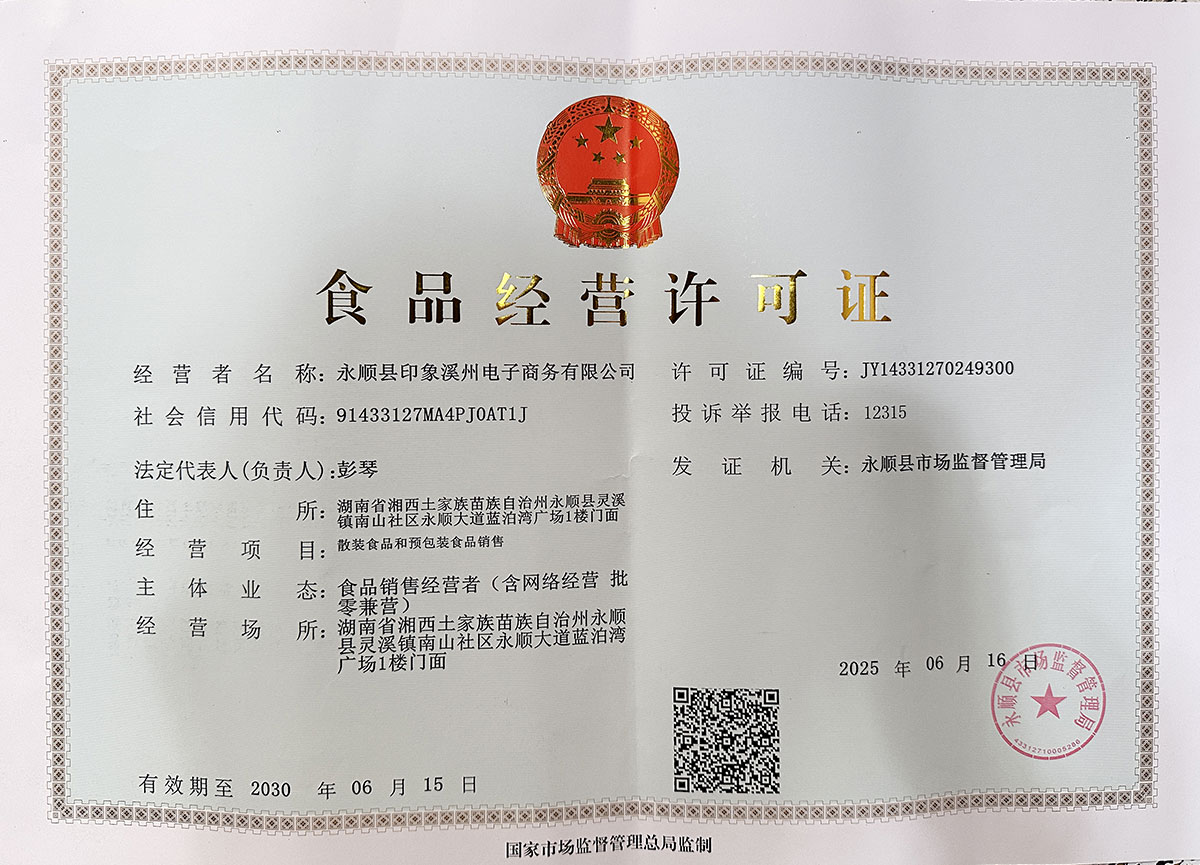 食品经营许可证
经营者名称：永顺县印象溪州电子商务有限公司
许可证编号：JY14331270249300
社会信用代码：91433127MA4PJ0AT1J
投诉举报电话：12315
法定代表人(负责人)：彭琴
发证机关：永顺县市场监督管理局
住所：湖南省湘西土家族苗族自治州永顺县灵溪
镇南山社区永顺大道蓝泊湾广场1楼门面
经营项目：散装食品和预包装食品销售
主体业态：食品销售经营者（含网络经营 批
零兼营）
经营场所：湖南省湘西土家族苗族自治州永顺
县灵溪镇南山社区永顺大道蓝泊湾
广场1楼门面
2025 年 06 月 16 日
永顺县市场监督管理局
43312710005286
有效期至 2030 年 06 月 15 日
国家市场监督管理总局监制